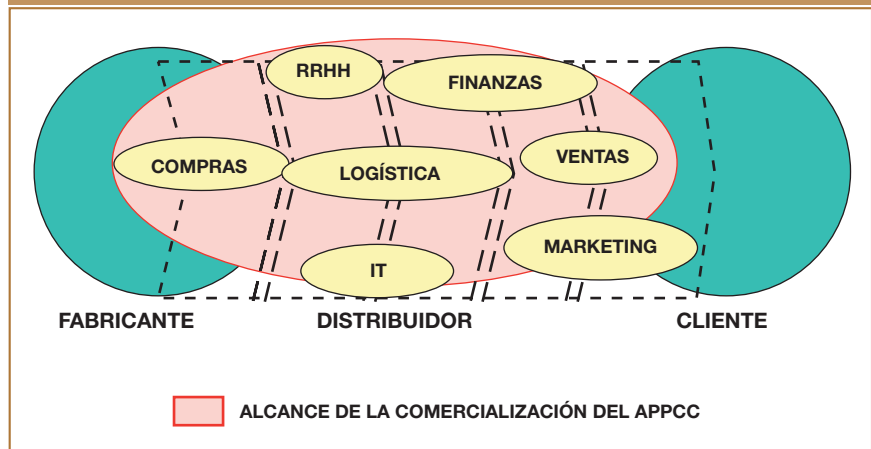 RRHH
FINANZAS
COMPRAS
LOGÍSTICA
VENTAS
IT
MARKETING
FABRICANTE
DISTRIBUIDOR
CLIENTE
ALCANCE DE LA COMERCIALIZACIÓN DEL APPCC